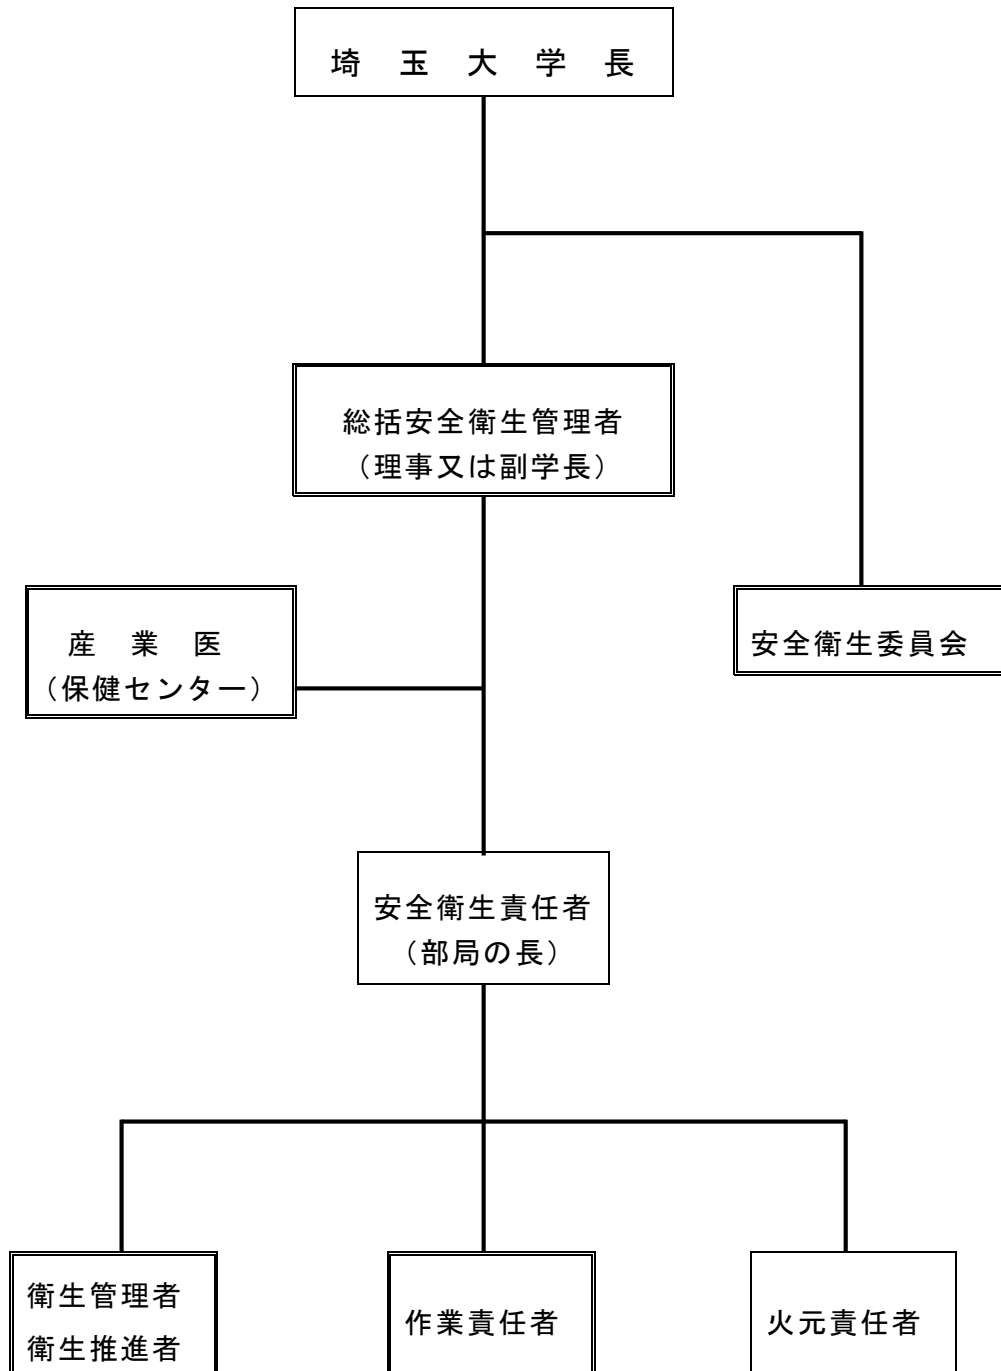 埼　玉　大　学　長
総括安全衛生管理者
（理事又は副学長）
産　業　医
（保健センター）
安全衛生委員会
安全衛生責任者
（部局の長）
衛生管理者
衛生推進者
作業責任者
火元責任者